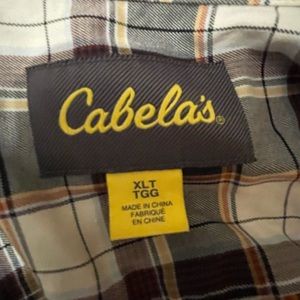 Cabela's®
XLT
TGG
MADE IN CHINA
FABRIQUÉ
EN CHINE